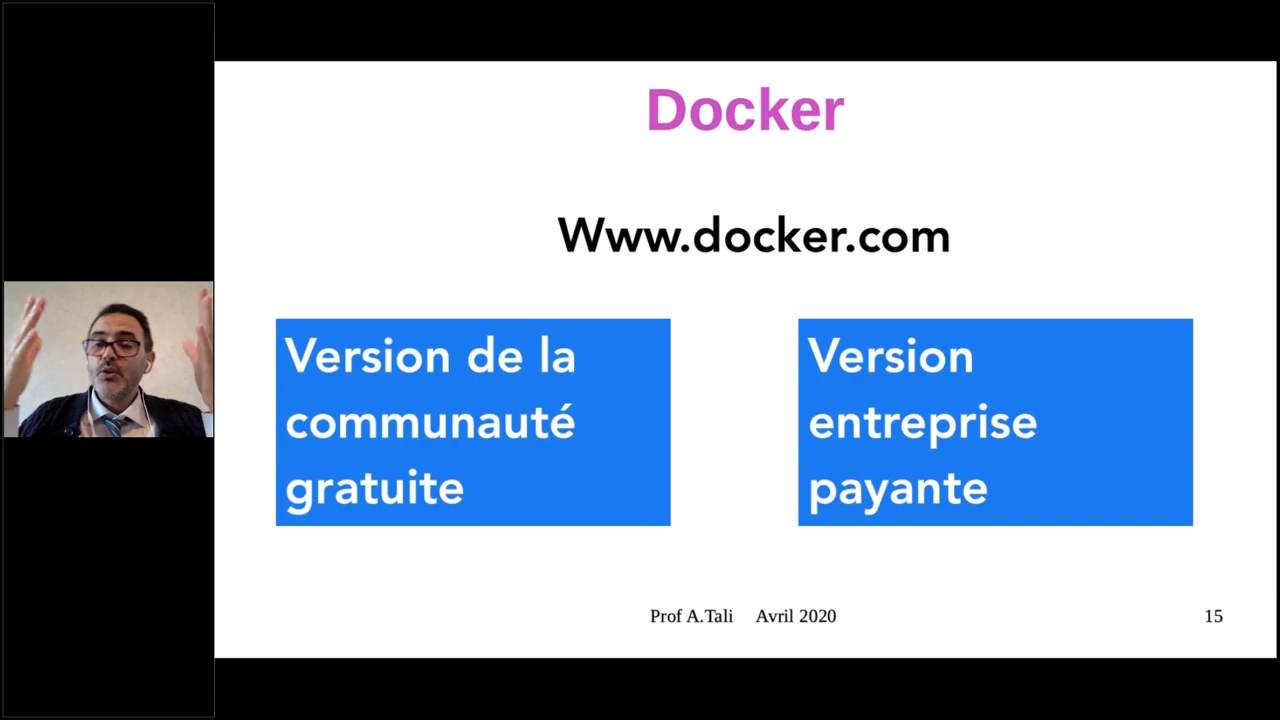 Docker
Www.docker.com
Version de la
communauté
gratuite
Version
entreprise
payante
Prof A.Tali Avril 2020
15